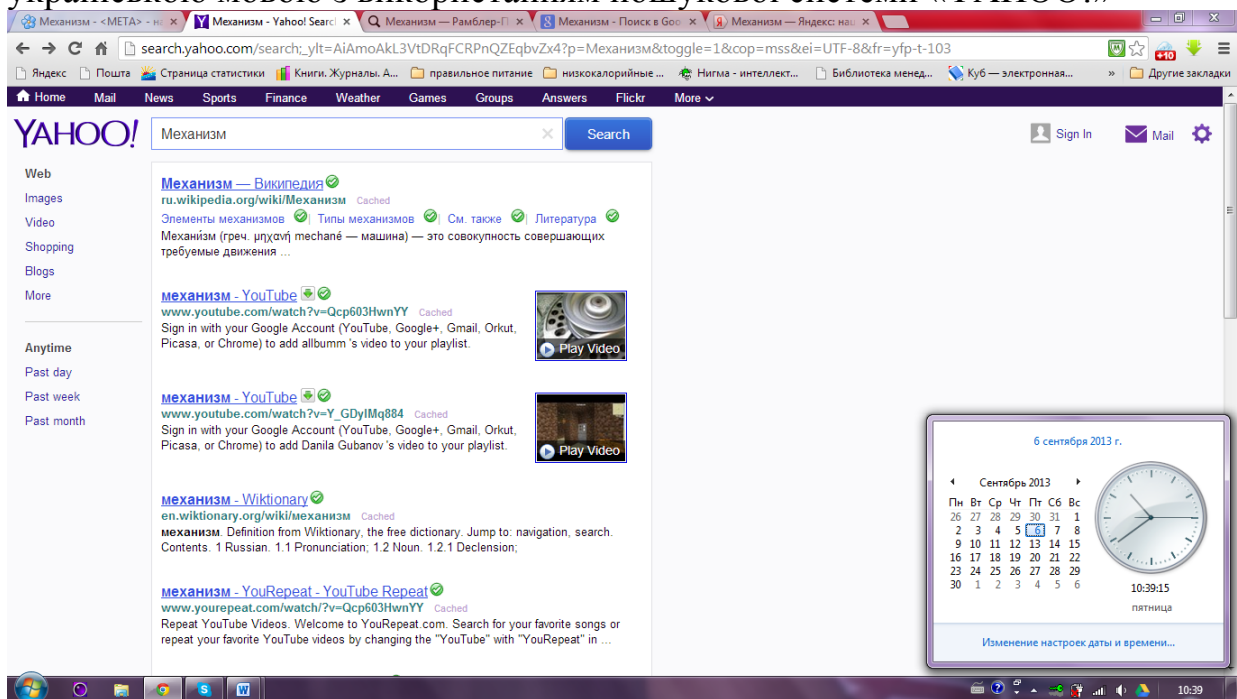 українською мовою з використанням пошукової системи «YAHOO!»
Механизм - <META> - н
Механизм - Yahoo! Searc
Механизм — Рамблер-П
Механизм - Поиск в Goo
Механизм — Яндекс: наш
search.yahoo.com/search;_ylt=AiAmoAkL3VtDRqFCRPnQZEqbvZx4?p=Механизм&toggle=1&cop=mss&ei=UTF-8&fr=yfp-t-103
+10
Яндекс Почта Страница статистики Книги. Журналы. А... правильное питание низкокалорийные ... Нигма - интеллект... Библиотека менед... Куб — электронная... » Другие закладки
Home Mail News Sports Finance Weather Games Groups Answers Flickr More
YAHOO!
Механизм
Search
Sign In
Mail
Web
Images
Video
Shopping
Blogs
More
Anytime
Past day
Past week
Past month
Механизм — Википедия
ru.wikipedia.org/wiki/Механизм Cached
Элементы механизмов | Типы механизмов | См. также | Литература
Механи́зм (греч. μηχανή mechané — машина) — это совокупность совершающих
требуемые движения ...
механизм - YouTube
www.youtube.com/watch?v=Qcp603HwnYY Cached
Sign in with your Google Account (YouTube, Google+, Gmail, Orkut,
Picasa, or Chrome) to add allbumm 's video to your playlist.
Play Video
механизм - YouTube
www.youtube.com/watch?v=Y_GDylMq884 Cached
Sign in with your Google Account (YouTube, Google+, Gmail, Orkut,
Picasa, or Chrome) to add Danila Gubanov 's video to your playlist.
Play Video
механизм - Wiktionary
en.wiktionary.org/wiki/механизм Cached
механизм. Definition from Wiktionary, the free dictionary. Jump to: navigation, search.
Contents. 1 Russian. 1.1 Pronunciation; 1.2 Noun. 1.2.1 Declension;
механизм - YouRepeat - YouTube Repeat
www.yourepeat.com/watch/?v=Qcp603HwnYY Cached
Repeat YouTube Videos. Welcome to YouRepeat.com. Search for your favorite songs or
repeat your favorite YouTube videos by changing the "YouTube" with "YouRepeat" in ...
6 сентября 2013 г.
Сентябрь 2013
Пн Вт Ср Чт Пт Сб Вс
26 27 28 29 30 31 1
2 3 4 5 6 7 8
9 10 11 12 13 14 15
16 17 18 19 20 21 22
23 24 25 26 27 28 29
30 1 2 3 4 5 6
10:39:15
пятница
Изменение настроек даты и времени...
10:39